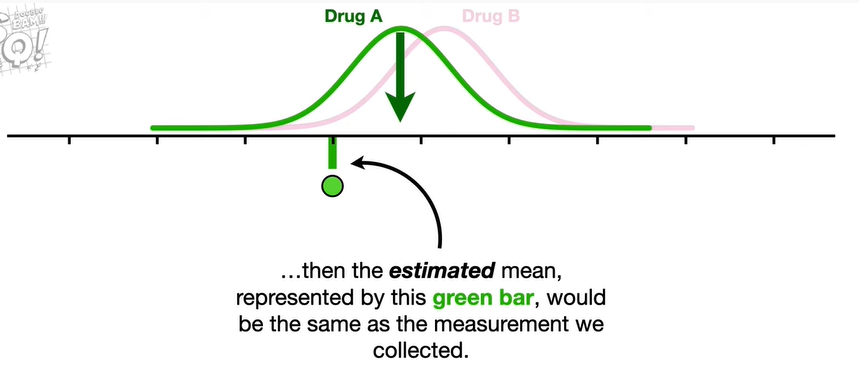 BAM!!
Q!
Drug A
Drug B
…then the estimated mean,
represented by this green bar, would
be the same as the measurement we
collected.